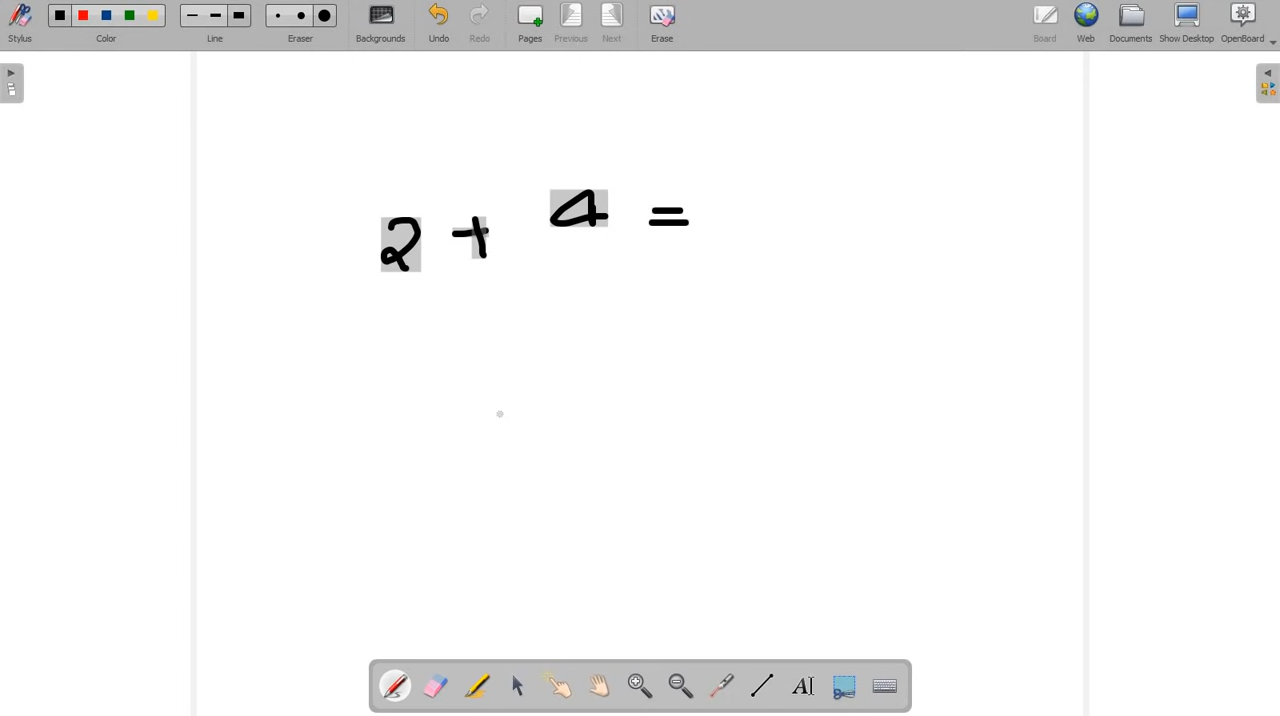 Stylus Color Line Eraser Backgrounds Undo Redo Pages Previous Next Erase Board Web Documents Show Desktop OpenBoard
2 + 4 =
AI